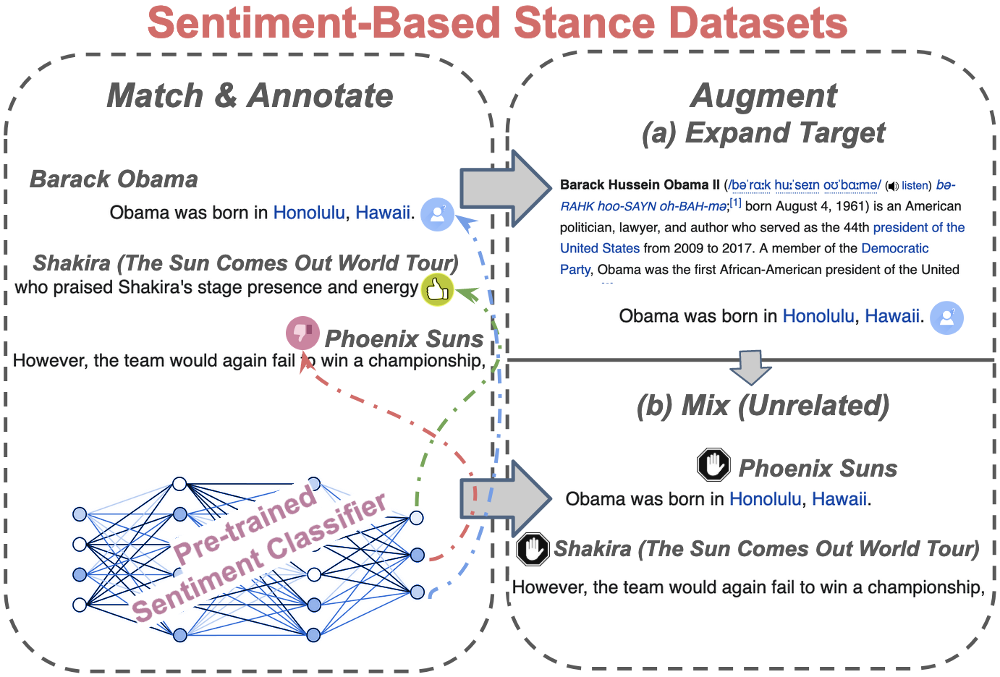 Sentiment-Based Stance Datasets
Match & Annotate
Barack Obama
Obama was born in Honolulu, Hawaii.
Shakira (The Sun Comes Out World Tour)
who praised Shakira's stage presence and energy
Phoenix Suns
However, the team would again fail to win a championship,
Pre-trained
Sentiment Classifier
Augment
(a) Expand Target
Barack Hussein Obama II (/bəˈrɑːk huːˈseɪn oʊˈbɑːmə/ (listen) bə-
RAHK hoo-SAYN oh-BAH-mə;[1] born August 4, 1961) is an American
politician, lawyer, and author who served as the 44th president of the
United States from 2009 to 2017. A member of the Democratic
Party, Obama was the first African-American president of the United
Obama was born in Honolulu, Hawaii.
(b) Mix (Unrelated)
Phoenix Suns
Obama was born in Honolulu, Hawaii.
Shakira (The Sun Comes Out World Tour)
However, the team would again fail to win a championship,